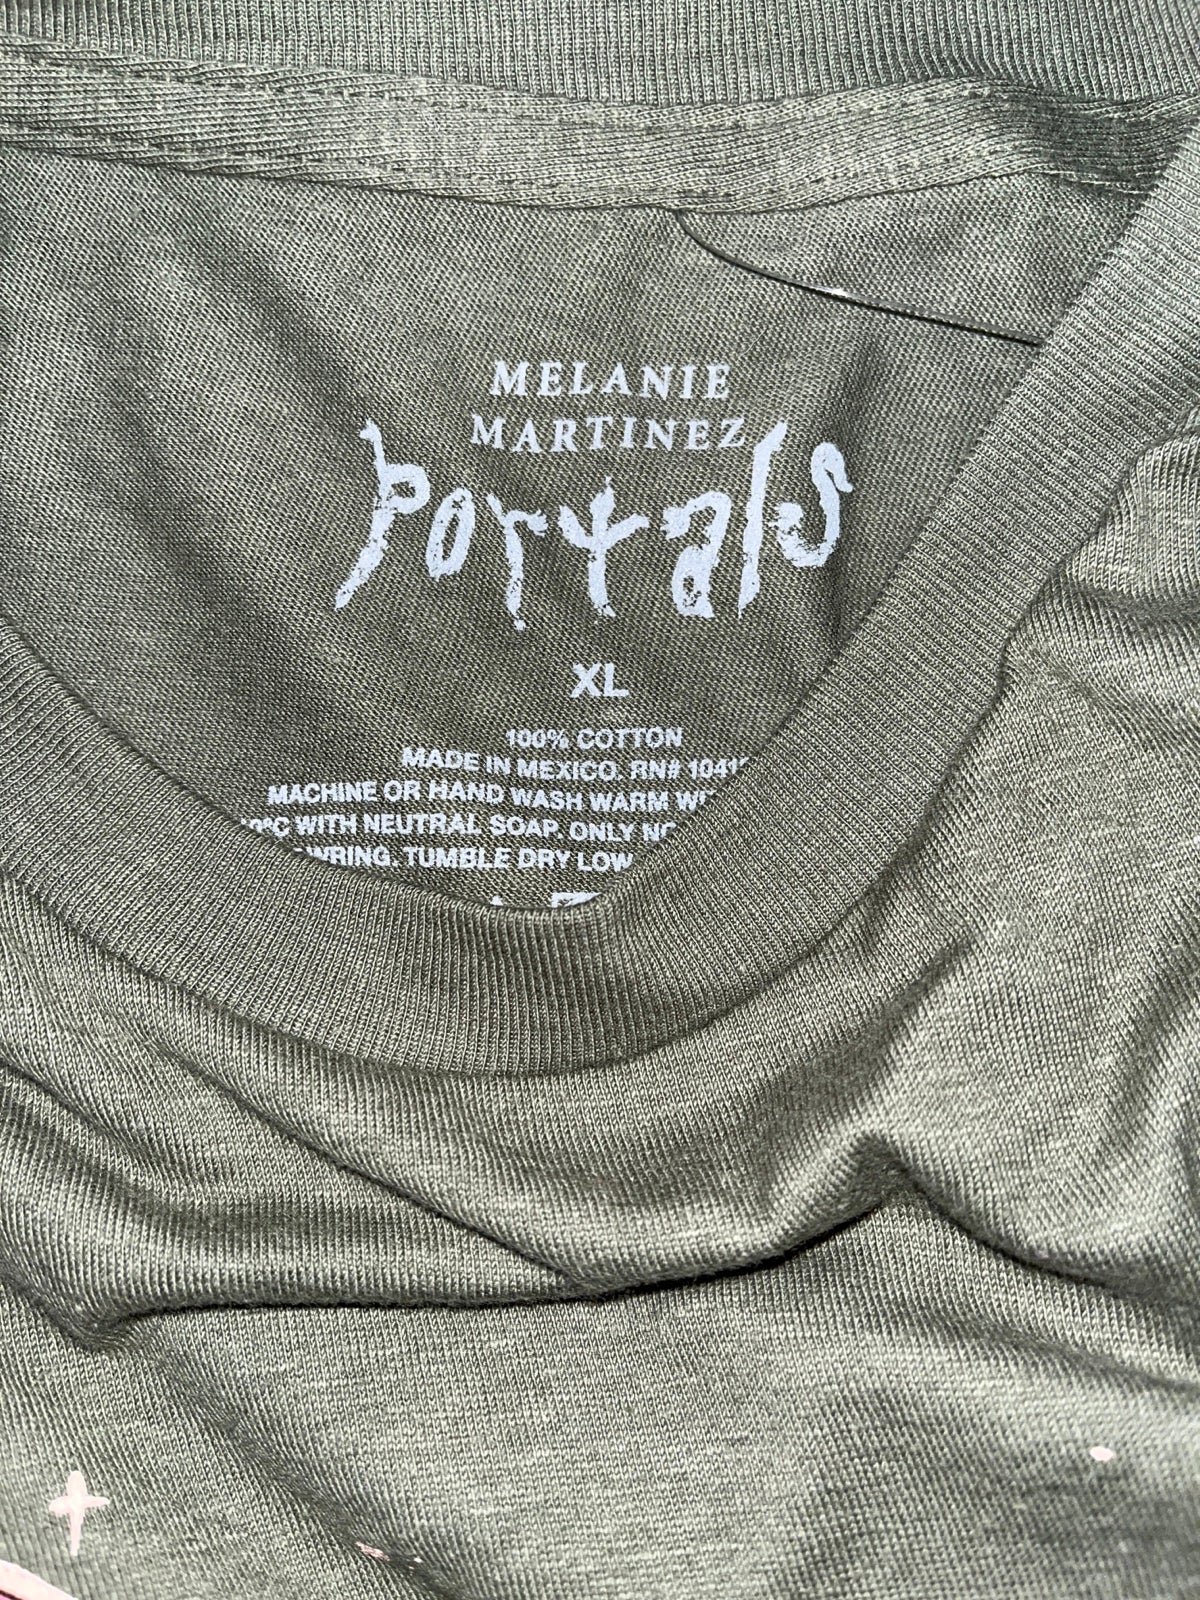 MELANIE
MARTINEZ
PORTALS
XL
100% COTTON
MADE IN MEXICO. RN# 1041
MACHINE OR HAND WASH WARM
WITH NEUTRAL SOAP. ONLY
WRING. TUMBLE DRY LOW